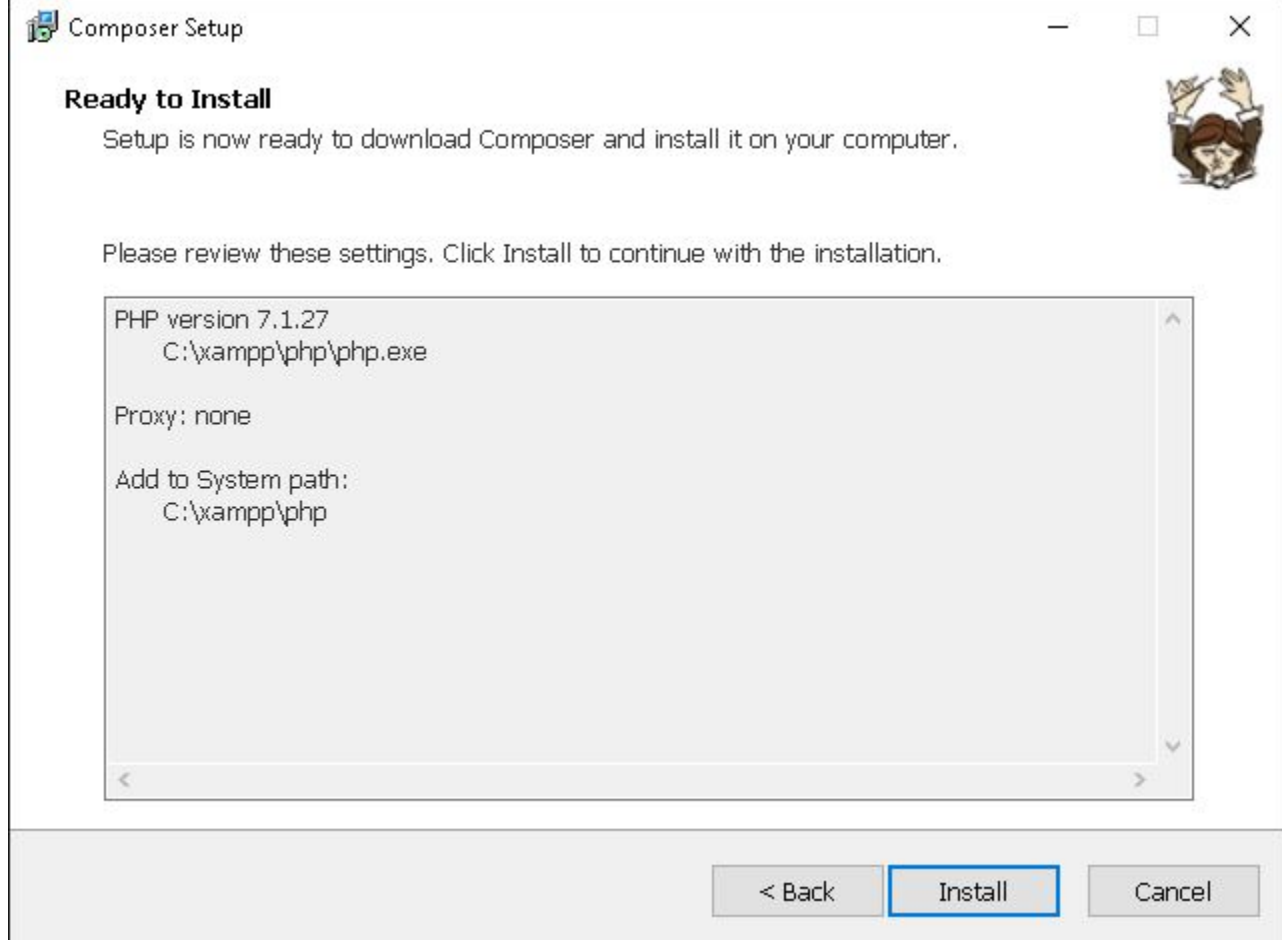 Composer Setup
Ready to Install
Setup is now ready to download Composer and install it on your computer.
Please review these settings. Click Install to continue with the installation.
PHP version 7.1.27
C:\xampp\php\php.exe
Proxy: none
Add to System path:
C:\xampp\php
< Back
Install
Cancel